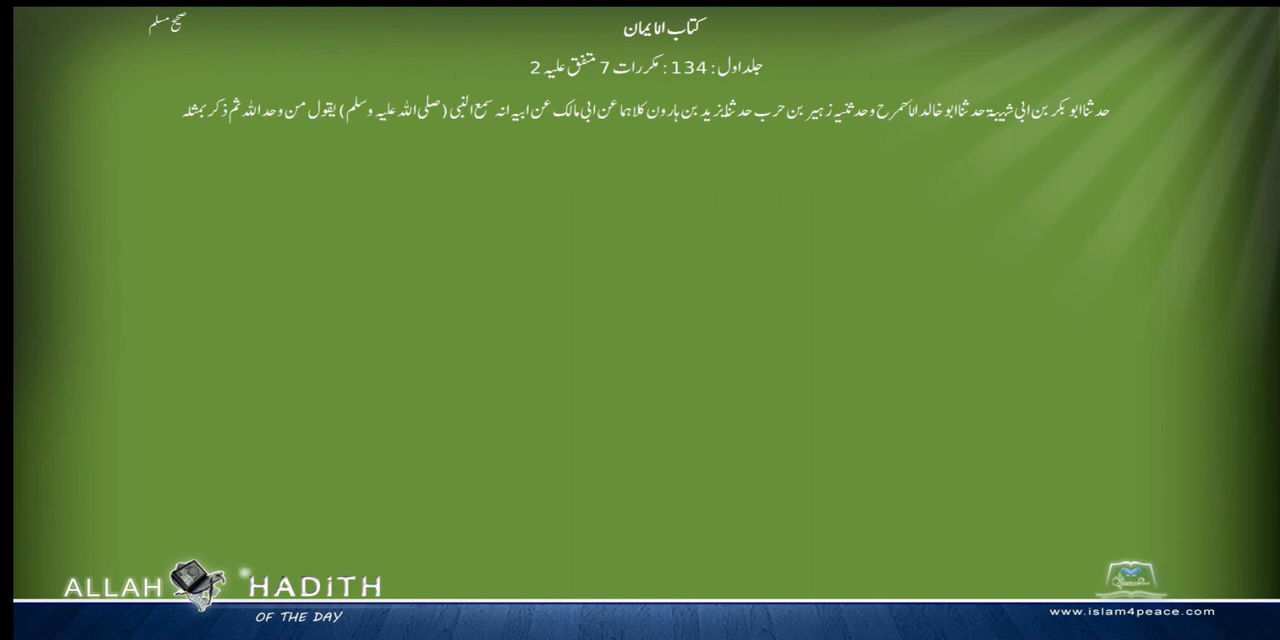 صحیح مسلم
کتاب الایمان
جلد اول : 134 : مکررات 7 متفق علیہ 2
حدثنا ابو بکر بن ابی شیبۃ حدثنا ابو خالد الأحمر ح وحدثنیہ زہیر بن حرب حدثنا یزید بن ہارون کلاہما عن ابی مالک عن ابیہ انہ سمع النبی (صلی اللہ علیہ وسلم) یقول من وحد اللہ ثم ذکر بمثلہ
ALLAH HADITH
OF THE DAY
www.islam4peace.com